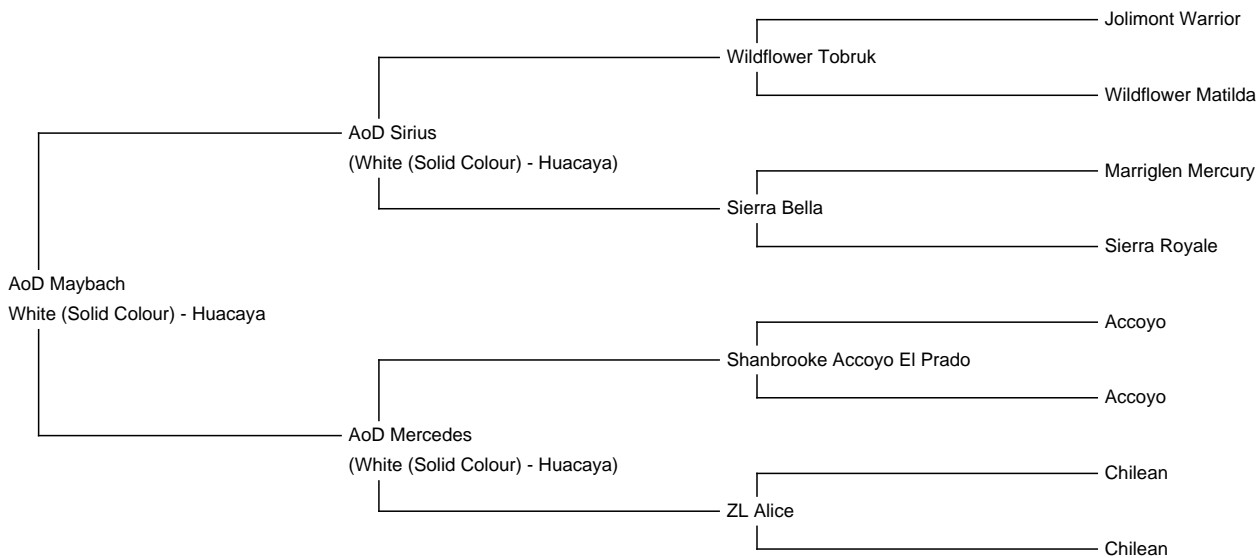 Jolimont Warrior
Wildflower Tobruk
Wildflower Matilda
AoD Sirius
(White (Solid Colour) - Huacaya)
Marriglen Mercury
Sierra Bella
Sierra Royale
AoD Maybach
White (Solid Colour) - Huacaya
Accoyo
Shanbrooke Accoyo El Prado
Accoyo
AoD Mercedes
(White (Solid Colour) - Huacaya)
Chilean
ZL Alice
Chilean